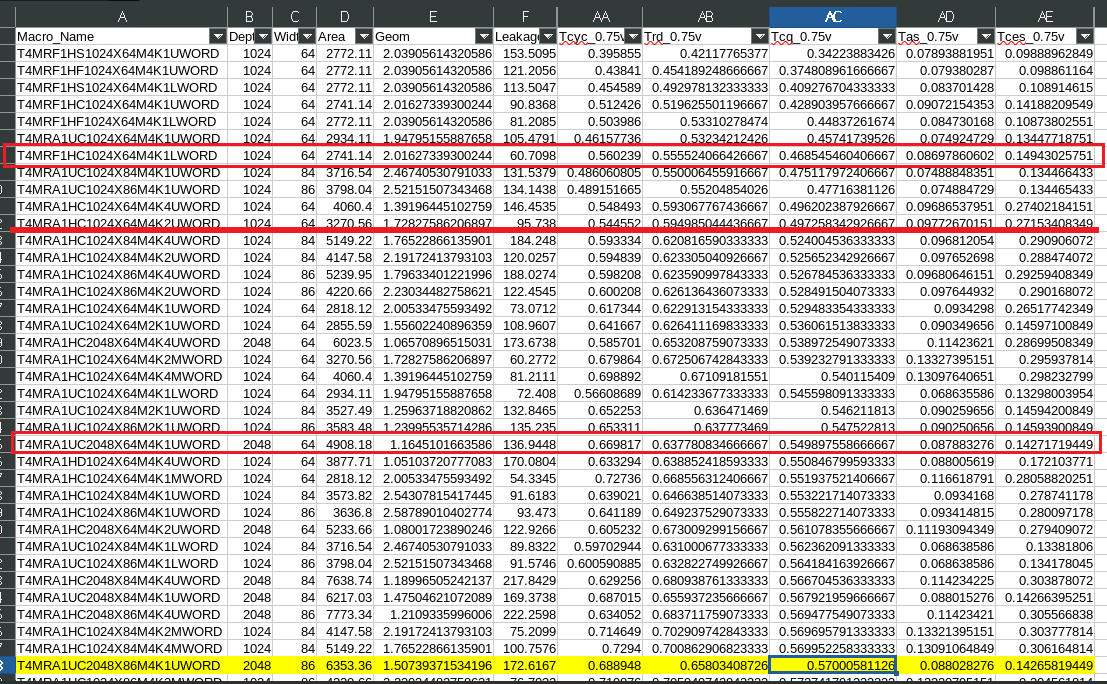 A B C D E F AA AB AC AD AE
Macro_Name Dept Widt Area Geom Leakag Tcyc_0.75v Trd_0.75v Tcq_0.75v Tas_0.75v Tces_0.75v
T4MRF1HS1024X64M4K1UWORD 1024 64 2772.11 2.03905614320586 153.5095 0.395855 0.42117765377 0.34223883426 0.07893881951 0.09888962849
T4MRF1HF1024X64M4K1UWORD 1024 64 2772.11 2.03905614320586 121.2056 0.43841 0.454189248666667 0.374808961666667 0.079380287 0.098861164
T4MRF1HS1024X64M4K1LWORD 1024 64 2772.11 2.03905614320586 113.5047 0.454589 0.492978132333333 0.409276704333333 0.083701428 0.108914615
T4MRF1HC1024X64M4K1UWORD 1024 64 2741.14 2.01627339300244 90.8368 0.512426 0.519625501196667 0.428903957666667 0.09072154353 0.14188209549
T4MRF1HF1024X64M4K1LWORD 1024 64 2772.11 2.03905614320586 81.2085 0.503986 0.53310278474 0.44837261674 0.084730168 0.10873802551
T4MRA1UC1024X64M4K1UWORD 1024 64 2934.11 1.94795155887658 105.4791 0.46157736 0.53234212426 0.45741739526 0.074924729 0.13447718751
T4MRF1HC1024X64M4K1LWORD 1024 64 2741.14 2.01627339300244 60.7098 0.560239 0.555524066426667 0.468545460406667 0.08697860602 0.14943025751
T4MRA1UC1024X84M4K1UWORD 1024 84 3716.54 2.46740530791033 131.5379 0.486060805 0.550006455916667 0.475117972406667 0.07488848351 0.134466433
T4MRA1UC1024X86M4K1UWORD 1024 86 3798.04 2.52151507343468 134.1438 0.489151665 0.55204854026 0.47716381126 0.074884729 0.134465433
T4MRA1HC1024X64M4K4UWORD 1024 64 4060.4 1.39196445102759 146.4535 0.548493 0.593067767436667 0.496202387926667 0.09686537951 0.27402184151
T4MRA1HC1024X64M4K2UWORD 1024 64 3270.56 1.72827586206897 95.738 0.544552 0.594985044436667 0.497258342926667 0.09772670151 0.27153408349
T4MRA1HC1024X84M4K4UWORD 1024 84 5149.22 1.76522866135901 184.248 0.593334 0.620816590333333 0.524004536333333 0.096812054 0.290906072
T4MRA1HC1024X84M4K2UWORD 1024 84 4147.58 2.19172413793103 120.0257 0.594839 0.623305040926667 0.525652342926667 0.097652698 0.288474072
T4MRA1HC1024X86M4K4UWORD 1024 86 5239.95 1.79633401221996 188.0274 0.598208 0.623590997843333 0.526784536333333 0.09680646151 0.29259408349
T4MRA1HC1024X86M4K2UWORD 1024 86 4220.66 2.23034482758621 122.4545 0.600208 0.626136436073333 0.528491504073333 0.097644932 0.290168072
T4MRA1HC1024X64M4K1UWORD 1024 64 2818.12 2.00533475593492 73.0712 0.617344 0.622913154333333 0.529483354333333 0.0934298 0.26517742349
T4MRA1UC1024X64M2K1UWORD 1024 64 2855.59 1.55602240896359 108.9607 0.641667 0.626411169833333 0.536061513833333 0.090349656 0.14597100849
T4MRA1HC2048X64M4K4UWORD 2048 64 6023.5 1.06570896515031 173.6738 0.585701 0.653208759073333 0.538972549073333 0.11423621 0.28699508349
T4MRA1HC1024X64M4K2MWORD 1024 64 3270.56 1.72827586206897 60.2772 0.679864 0.672506742843333 0.539232791333333 0.13327395151 0.295937814
T4MRA1HC1024X64M4K4MWORD 1024 64 4060.4 1.39196445102759 81.2111 0.698892 0.67109181551 0.540115409 0.13097640651 0.298232799
T4MRA1UC1024X64M4K1LWORD 1024 64 2934.11 1.94795155887658 72.408 0.56608689 0.614233677333333 0.545598091333333 0.068635586 0.13298003954
T4MRA1UC1024X84M2K1UWORD 1024 84 3527.49 1.25963718820862 132.8465 0.652253 0.636471469 0.546211813 0.090259656 0.14594200849
T4MRA1UC1024X86M2K1UWORD 1024 86 3583.48 1.23995535714286 135.235 0.653311 0.637773469 0.547522813 0.090250656 0.14593900849
T4MRA1UC2048X64M4K1UWORD 2048 64 4908.18 1.1645101663586 136.9448 0.669817 0.637780834666667 0.549897558666667 0.087883276 0.14271719449
T4MRA1HD1024X64M4K4UWORD 1024 64 3877.71 1.05103720777083 170.0804 0.633294 0.638852418593333 0.550846799593333 0.088005619 0.172103771
T4MRA1HC1024X64M4K1MWORD 1024 64 2818.12 2.00533475593492 54.3345 0.72736 0.668556312406667 0.551937521406667 0.116618791 0.28058820251
T4MRA1HC1024X84M4K1UWORD 1024 84 3573.82 2.54307815417445 91.6183 0.639021 0.646638514073333 0.553221714073333 0.0934168 0.278741178
T4MRA1HC1024X86M4K1UWORD 1024 86 3636.8 2.58789010402774 93.473 0.641189 0.649237529073333 0.555822714073333 0.093414815 0.280097178
T4MRA1HC2048X64M4K2UWORD 2048 64 5233.66 1.08001723890246 122.9266 0.605232 0.673009299156667 0.561078355666667 0.11193094349 0.279409072
T4MRA1UC1024X84M4K1LWORD 1024 84 3716.54 2.46740530791033 89.8322 0.59702944 0.631000677333333 0.562362091333333 0.068638586 0.13381806
T4MRA1UC1024X86M4K1LWORD 1024 86 3798.04 2.52151507343468 91.5746 0.600590885 0.632822749926667 0.564184163926667 0.068638586 0.134178045
T4MRA1HC2048X84M4K4UWORD 2048 84 7638.74 1.18996505242137 217.8429 0.629256 0.680938761333333 0.566704536333333 0.114234225 0.303878072
T4MRA1UC2048X84M4K1UWORD 2048 84 6217.03 1.47504621072089 169.3738 0.687015 0.655937235666667 0.567921959666667 0.088015276 0.14266395251
T4MRA1HC2048X86M4K4UWORD 2048 86 7773.34 1.2109335996006 222.2598 0.634052 0.683711759073333 0.569477549073333 0.11423421 0.305566838
T4MRA1HC1024X84M4K2MWORD 1024 84 4147.58 2.19172413793103 75.2099 0.714649 0.702909742843333 0.569695791333333 0.13321395151 0.303777814
T4MRA1HC1024X84M4K4MWORD 1024 84 5149.22 1.76522866135901 100.7576 0.7294 0.700862906823333 0.569952258333333 0.13091064849 0.306164814
T4MRA1UC2048X86M4K1UWORD 2048 86 6353.36 1.50739371534196 172.6167 0.688948 0.65803408726 0.57000581126 0.088028276 0.14265819449